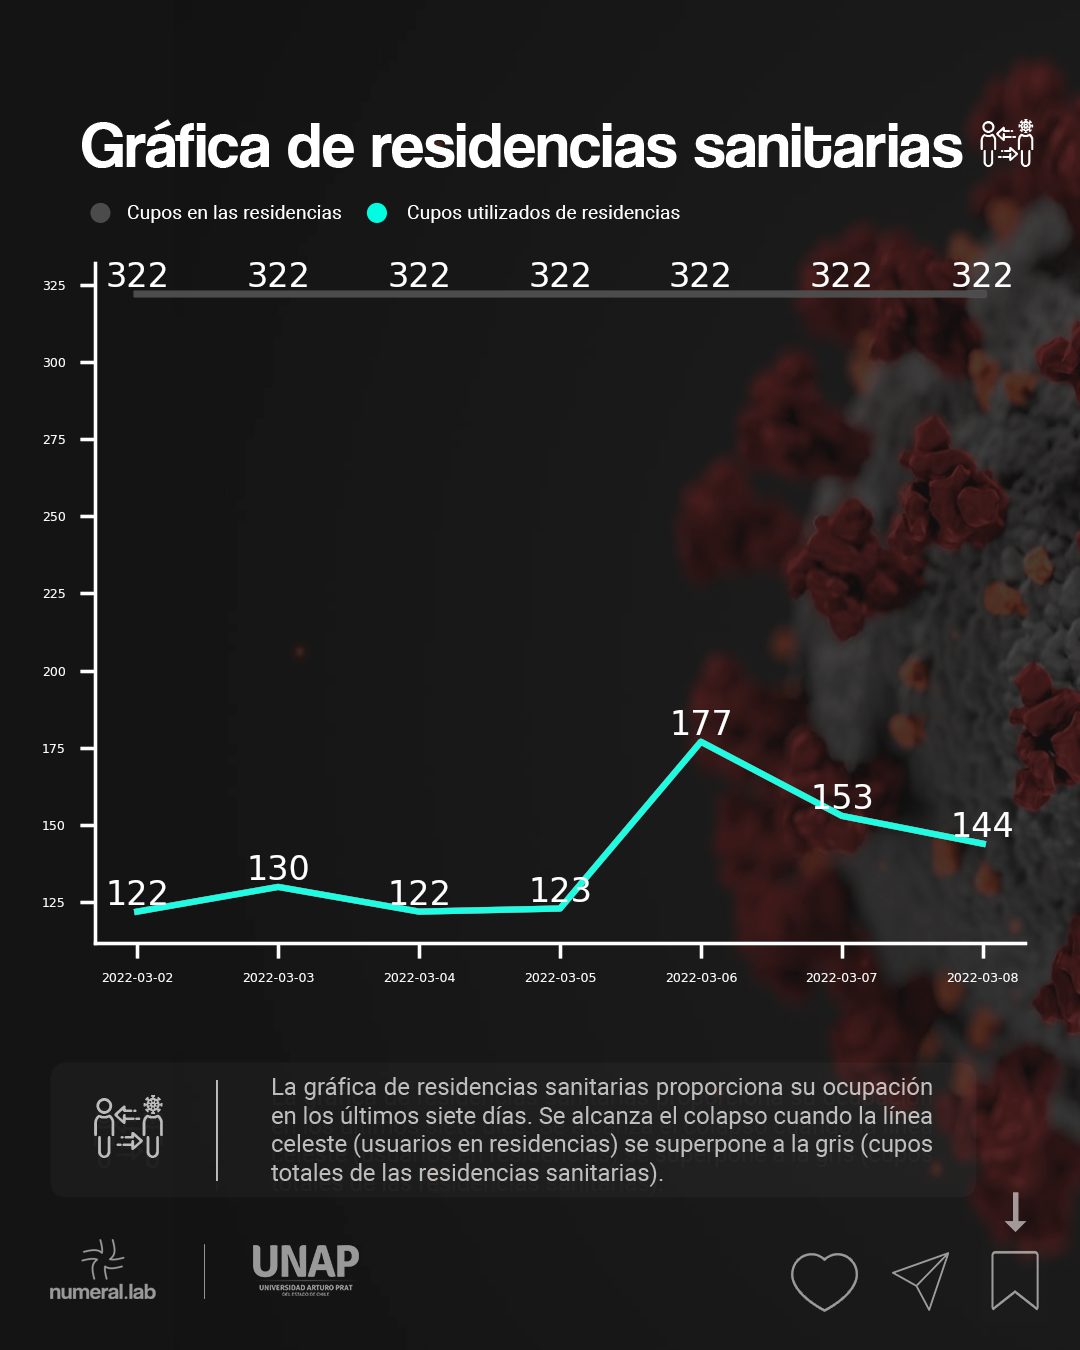 Gráfica de residencias sanitarias
Cupos en las residencias
Cupos utilizados de residencias
322 322 322 322 322 322 322
325
300
275
250
225
200
175
150
125
177
153
144
122 130 122 123
2022-03-02 2022-03-03 2022-03-04 2022-03-05 2022-03-06 2022-03-07 2022-03-08
La gráfica de residencias sanitarias proporciona su ocupación
en los últimos siete días. Se alcanza el colapso cuando la línea
celeste (usuarios en residencias) se superpone a la gris (cupos
totales de las residencias sanitarias).
numeral.lab
UNAP
UNIVERSIDAD ARTURO PRAT
DEL ESTADO DE CHILE